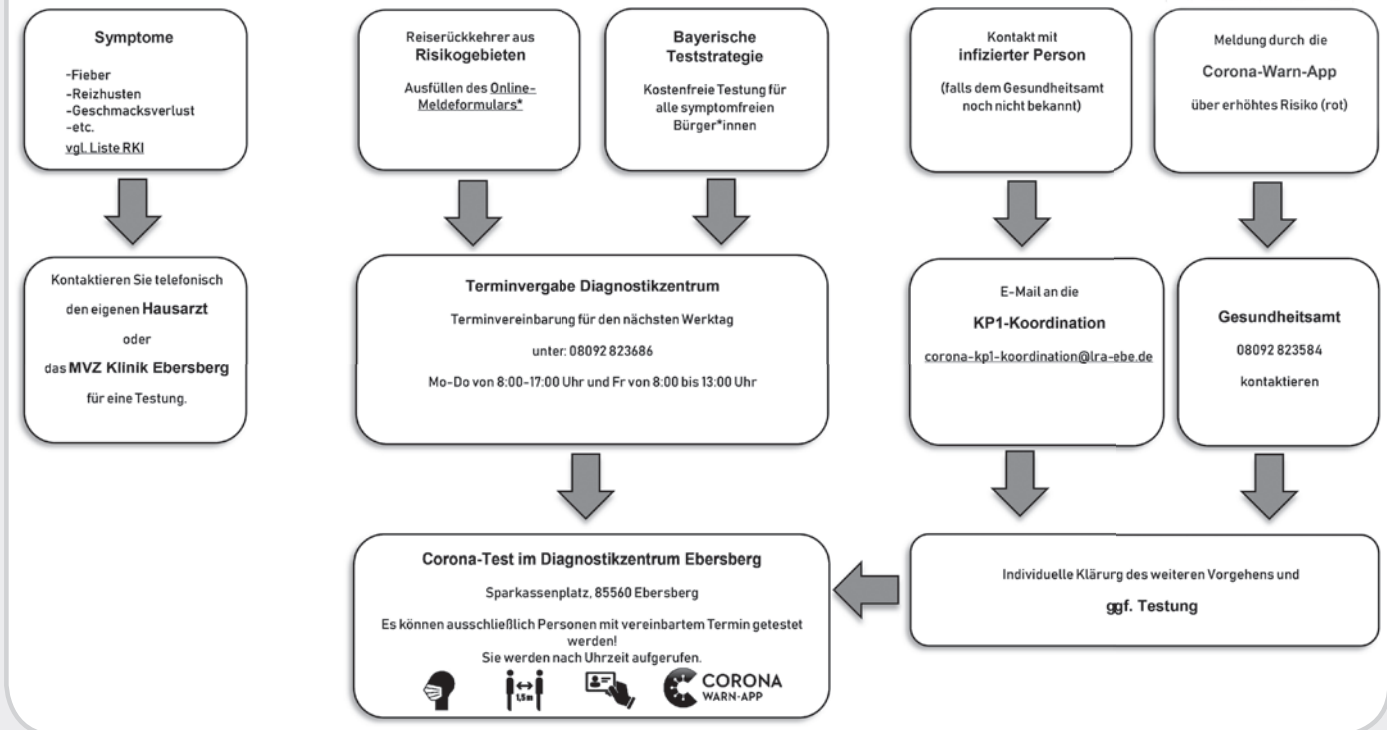 Symptome
-Fieber
-Reizhusten
-Geschmacksverlust
-etc.
vgl. Liste RKI
Reiserückkehrer aus
Risikogebieten
Ausfüllen des Online-
Meldeformulars*
Bayerische
Teststrategie
Kostenfreie Testung für
alle symptomfreien
Bürger*innen
Kontakt mit
infizierter Person
(falls dem Gesundheitsamt
noch nicht bekannt)
Meldung durch die
Corona-Warn-App
über erhöhtes Risiko (rot)
Kontaktieren Sie telefonisch
den eigenen Hausarzt
oder
das MVZ Klinik Ebersberg
für eine Testung.
Terminvergabe Diagnostikzentrum
Terminvereinbarung für den nächsten Werktag
unter: 08092 823686
Mo-Do von 8:00-17:00 Uhr und Fr von 8:00 bis 13:00 Uhr
E-Mail an die
KP1-Koordination
corona-kp1-koordination@lra-ebe.de
Gesundheitsamt
08092 823584
kontaktieren
Corona-Test im Diagnostikzentrum Ebersberg
Sparkassenplatz, 85560 Ebersberg
Es können ausschließlich Personen mit vereinbartem Termin getestet
werden!
Sie werden nach Uhrzeit aufgerufen.
1,5m
CORONA
WARN-APP
Individuelle Klärung des weiteren Vorgehens und
ggf. Testung